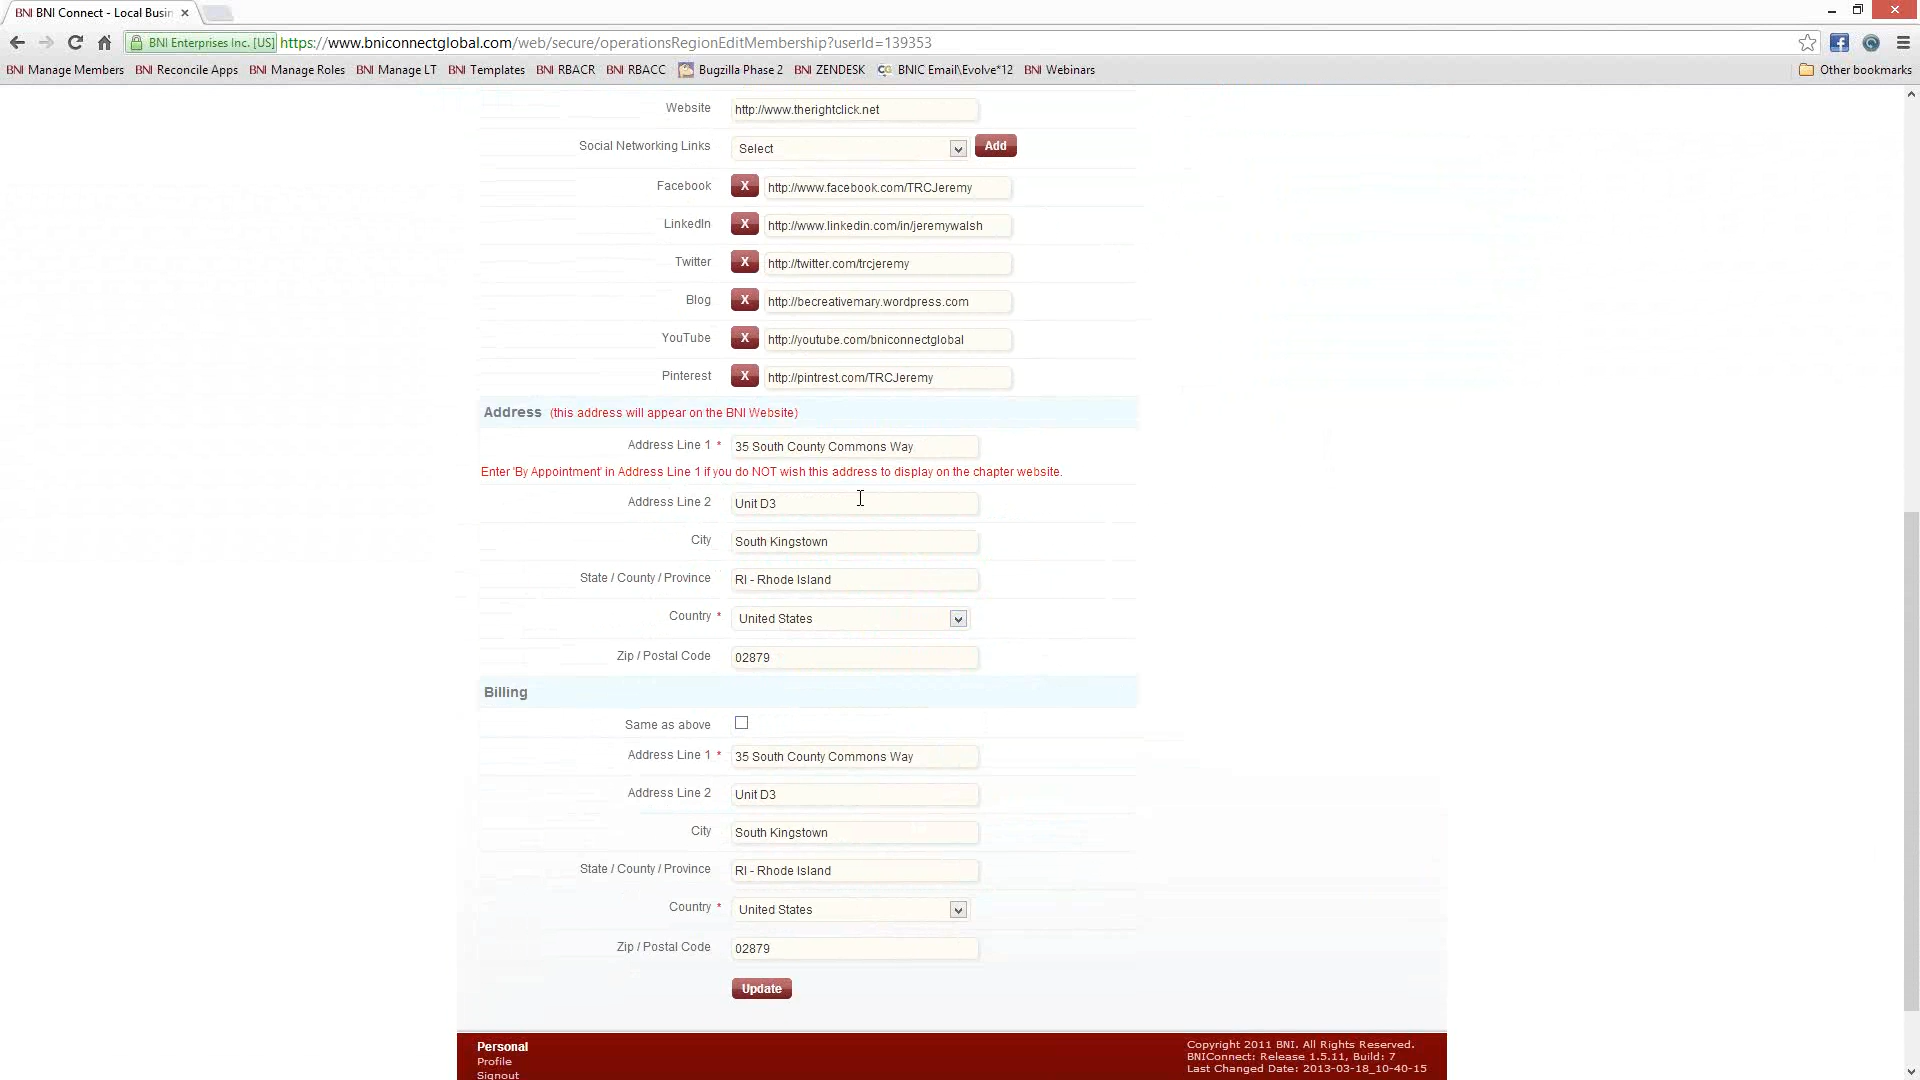 BNI BNI Connect - Local Busin
BNI Enterprises Inc. [US] https://www.bniconnectglobal.com/web/secure/operationsRegionEditMembership?userId=139353
BNI Manage Members BNI Reconcile Apps BNI Manage Roles BNI Manage LT BNI Templates BNI RBACR BNI RBACC Bugzilla Phase 2 BNI ZENDESK BNIC Email\Evolve*12 BNI Webinars Other bookmarks
Website http://www.therightclick.net
Social Networking Links Select Add
Facebook X http://www.facebook.com/TRCJeremy
LinkedIn X http://www.linkedin.com/in/jeremywalsh
Twitter X http://twitter.com/trcjeremy
Blog X http://becreativemary.wordpress.com
YouTube X http://youtube.com/bniconnectglobal
Pinterest X http://pintrest.com/TRCJeremy
Address (this address will appear on the BNI Website)
Address Line 1 * 35 South County Commons Way
Enter 'By Appointment' in Address Line 1 if you do NOT wish this address to display on the chapter website.
Address Line 2 Unit D3
City South Kingstown
State / County / Province RI - Rhode Island
Country * United States
Zip / Postal Code 02879
Billing
Same as above
Address Line 1 * 35 South County Commons Way
Address Line 2 Unit D3
City South Kingstown
State / County / Province RI - Rhode Island
Country * United States
Zip / Postal Code 02879
Update
Personal
Profile
Signout
Copyright 2011 BNI. All Rights Reserved.
BNIConnect: Release 1.5.11, Build: 7
Last Changed Date: 2013-03-18_10-40-15